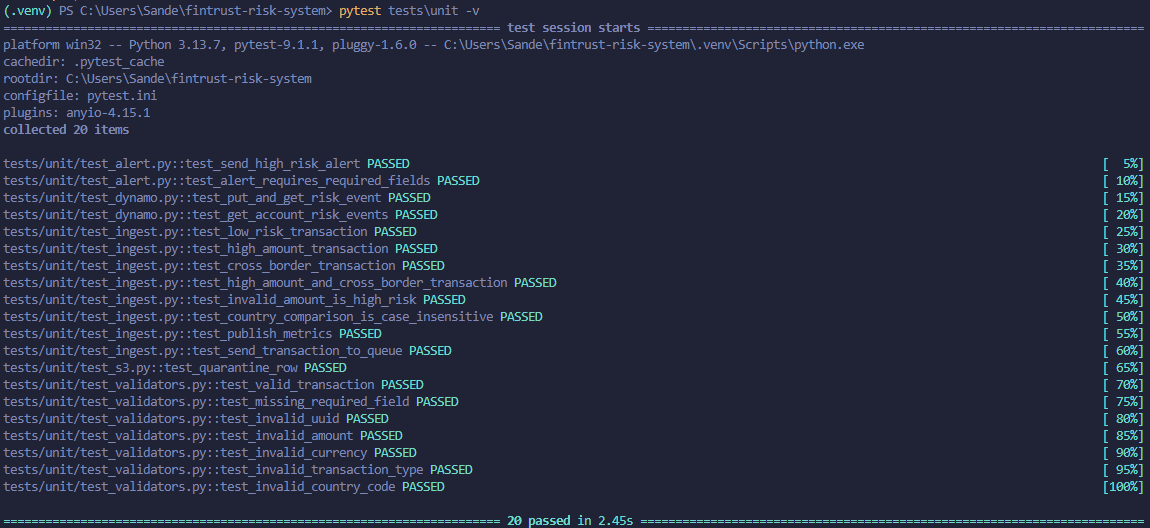 (.venv) PS C:\Users\Sande\fintrust-risk-system> pytest tests\unit -v
============================================================================ test session starts ============================================================================
platform win32 -- Python 3.13.7, pytest-9.1.1, pluggy-1.6.0 -- C:\Users\Sande\fintrust-risk-system\.venv\Scripts\python.exe
cachedir: .pytest_cache
rootdir: C:\Users\Sande\fintrust-risk-system
configfile: pytest.ini
plugins: anyio-4.15.1
collected 20 items
tests/unit/test_alert.py::test_send_high_risk_alert PASSED [  5%]
tests/unit/test_alert.py::test_alert_requires_required_fields PASSED [ 10%]
tests/unit/test_dynamo.py::test_put_and_get_risk_event PASSED [ 15%]
tests/unit/test_dynamo.py::test_get_account_risk_events PASSED [ 20%]
tests/unit/test_ingest.py::test_low_risk_transaction PASSED [ 25%]
tests/unit/test_ingest.py::test_high_amount_transaction PASSED [ 30%]
tests/unit/test_ingest.py::test_cross_border_transaction PASSED [ 35%]
tests/unit/test_ingest.py::test_high_amount_and_cross_border_transaction PASSED [ 40%]
tests/unit/test_ingest.py::test_invalid_amount_is_high_risk PASSED [ 45%]
tests/unit/test_ingest.py::test_country_comparison_is_case_insensitive PASSED [ 50%]
tests/unit/test_ingest.py::test_publish_metrics PASSED [ 55%]
tests/unit/test_ingest.py::test_send_transaction_to_queue PASSED [ 60%]
tests/unit/test_s3.py::test_quarantine_row PASSED [ 65%]
tests/unit/test_validators.py::test_valid_transaction PASSED [ 70%]
tests/unit/test_validators.py::test_missing_required_field PASSED [ 75%]
tests/unit/test_validators.py::test_invalid_uuid PASSED [ 80%]
tests/unit/test_validators.py::test_invalid_amount PASSED [ 85%]
tests/unit/test_validators.py::test_invalid_currency PASSED [ 90%]
tests/unit/test_validators.py::test_invalid_transaction_type PASSED [ 95%]
tests/unit/test_validators.py::test_invalid_country_code PASSED [100%]
============================================================================ 20 passed in 2.45s =============================================================================